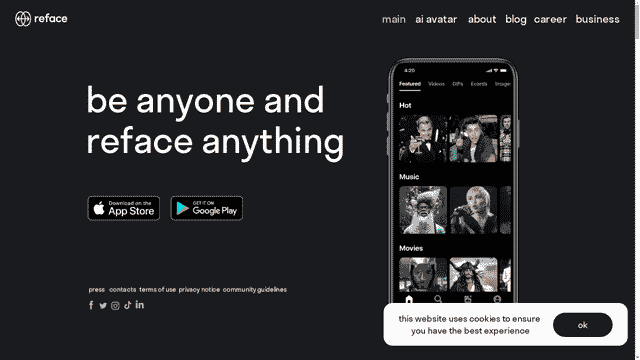 reface
main ai avatar about blog career business
be anyone and
reface anything
Download on the
App Store
GET IT ON
Google Play
press contacts terms of use privacy notice community guidelines
4:20
Featured Videos GIFs Ecards Images
Hot
Music
Movies
this website uses cookies to ensure
you have the best experience
ok